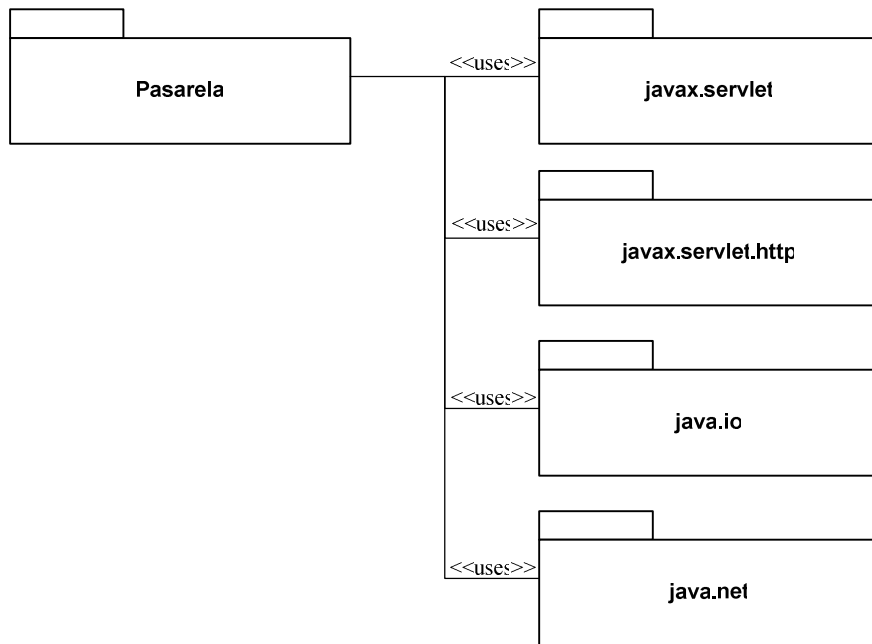 <<uses>>
Pasarela
javax.servlet
<<uses>>
javax.servlet.http
<<uses>>
java.io
<<uses>>
java.net